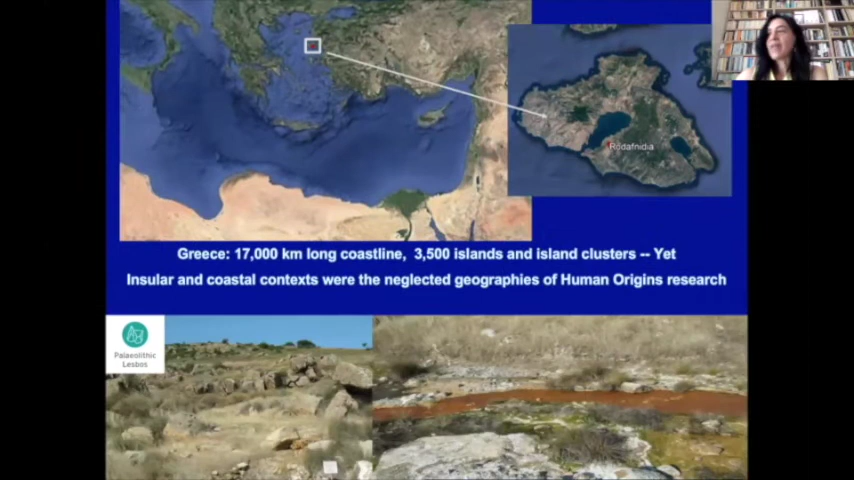 Rodafnidia
Greece: 17,000 km long coastline, 3,500 islands and island clusters -- Yet
Insular and coastal contexts were the neglected geographies of Human Origins research
Palaeolithic
Lesbos